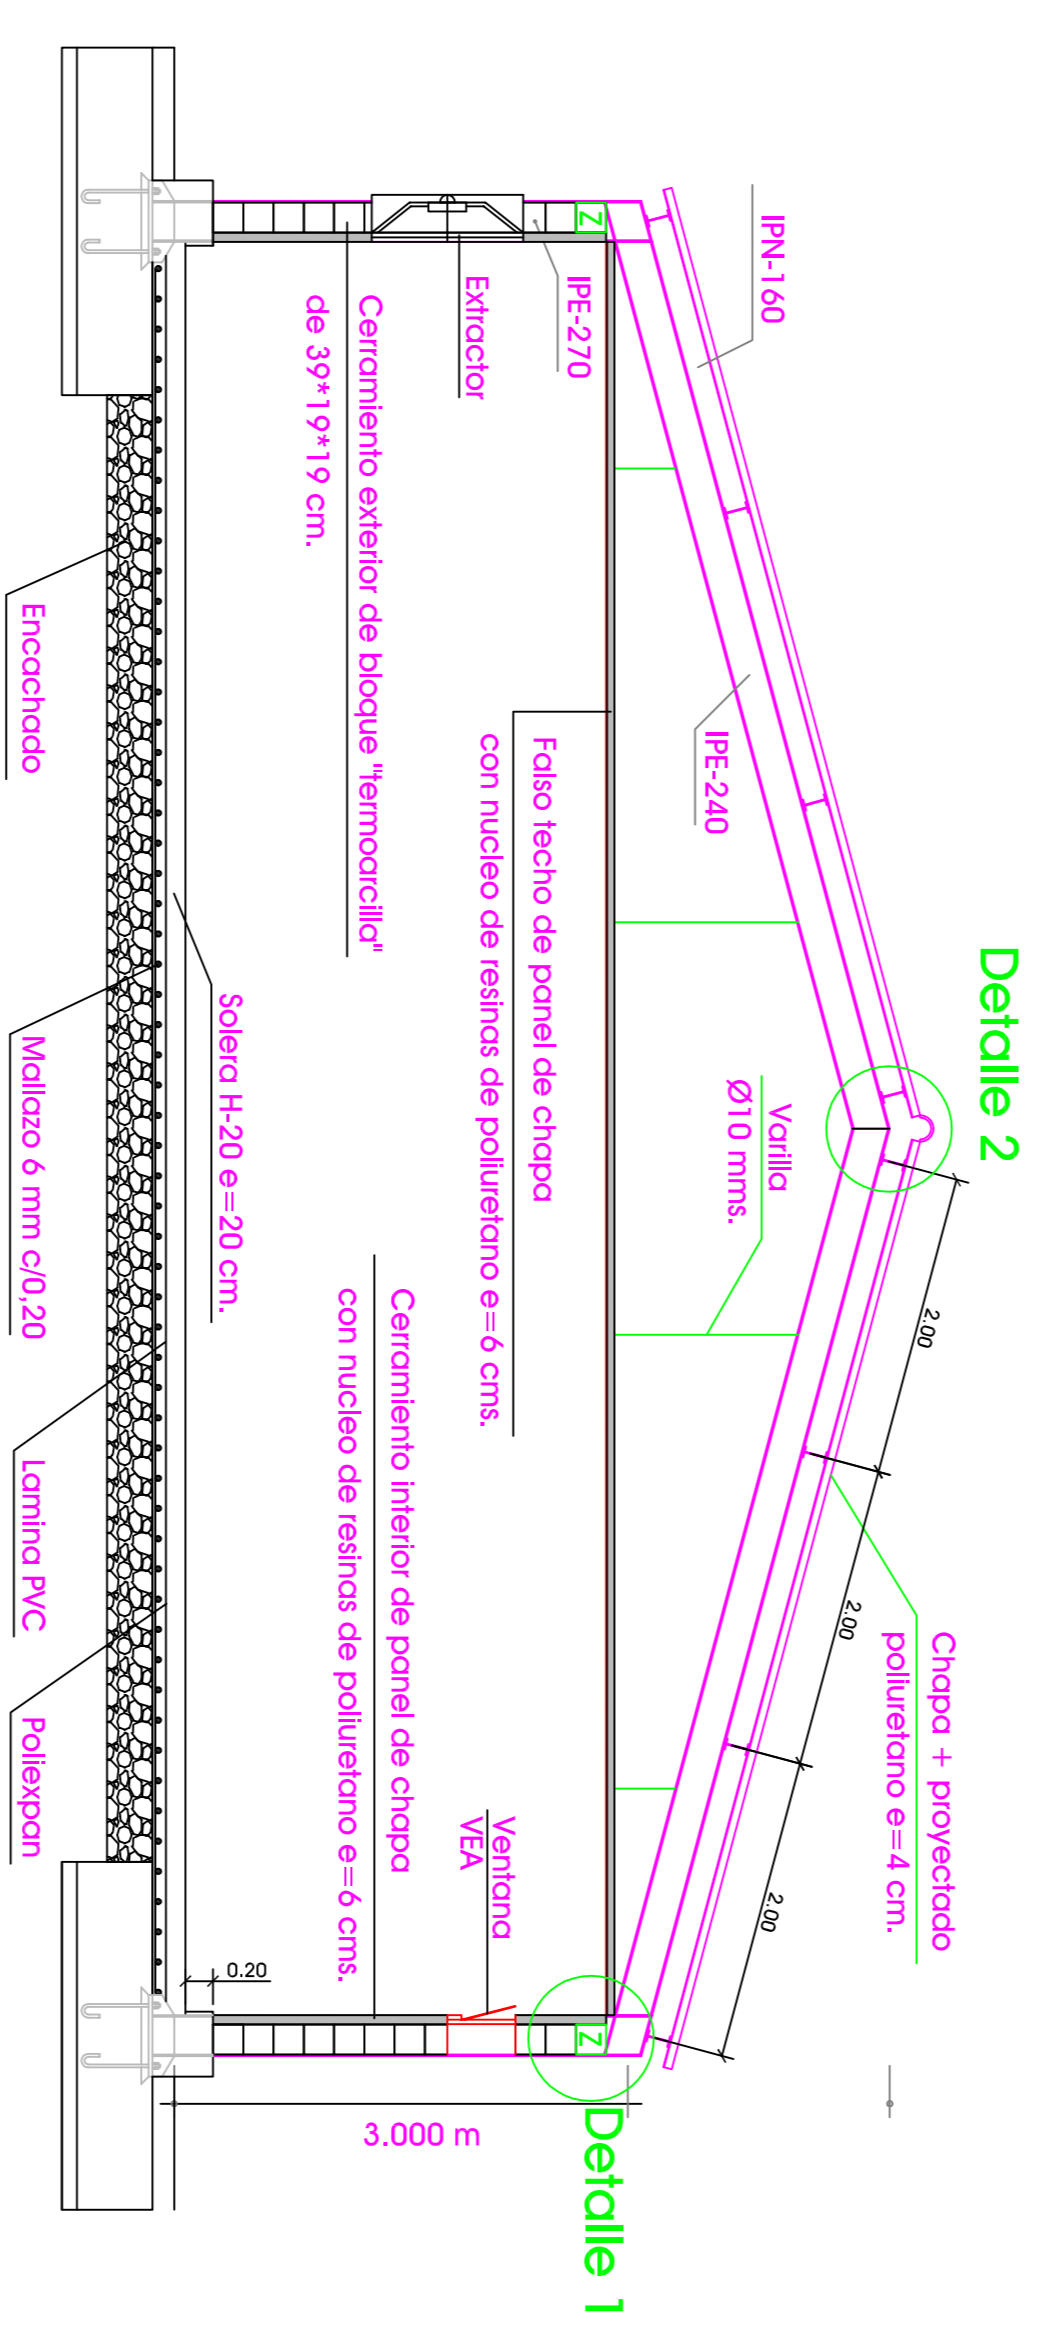 Detalle 2
IPN-160
IPE-240
Varilla
Ø10 mms.
2.00
2.00
2.00
Chapa + proyectado
poliuretano e=4 cm.
Z
IPE-270
Extractor
Cerramiento exterior de bloque "termoarcilla"
de 39*19*19 cm.
Falso techo de panel de chapa
con nucleo de resinas de poliuretano e=6 cms.
Z
Detalle 1
Ventana
VEA
Cerramiento interior de panel de chapa
con nucleo de resinas de poliuretano e=6 cms.
3.000 m
0.20
Solera H-20 e=20 cm.
Encachado
Mallazo 6 mm c/0,20
Lamina PVC
Poliexpan